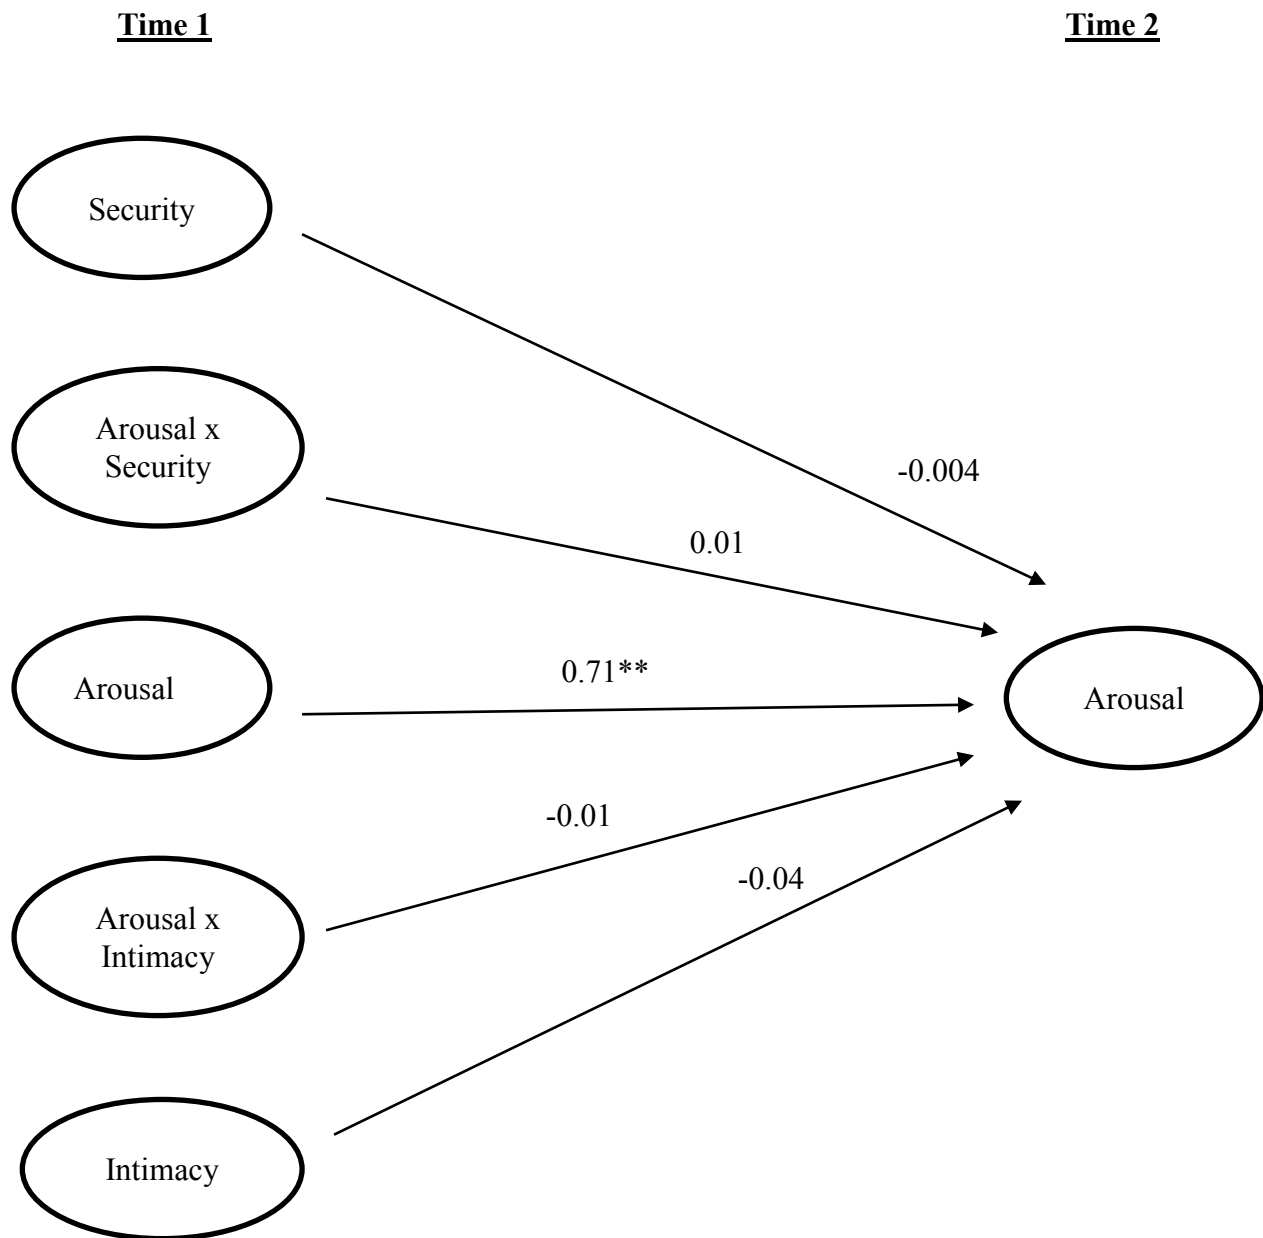 Time 1
Time 2
Security
Arousal x
Security
-0.004
0.01
Arousal
0.71**
Arousal
-0.01
Arousal x
Intimacy
-0.04
Intimacy